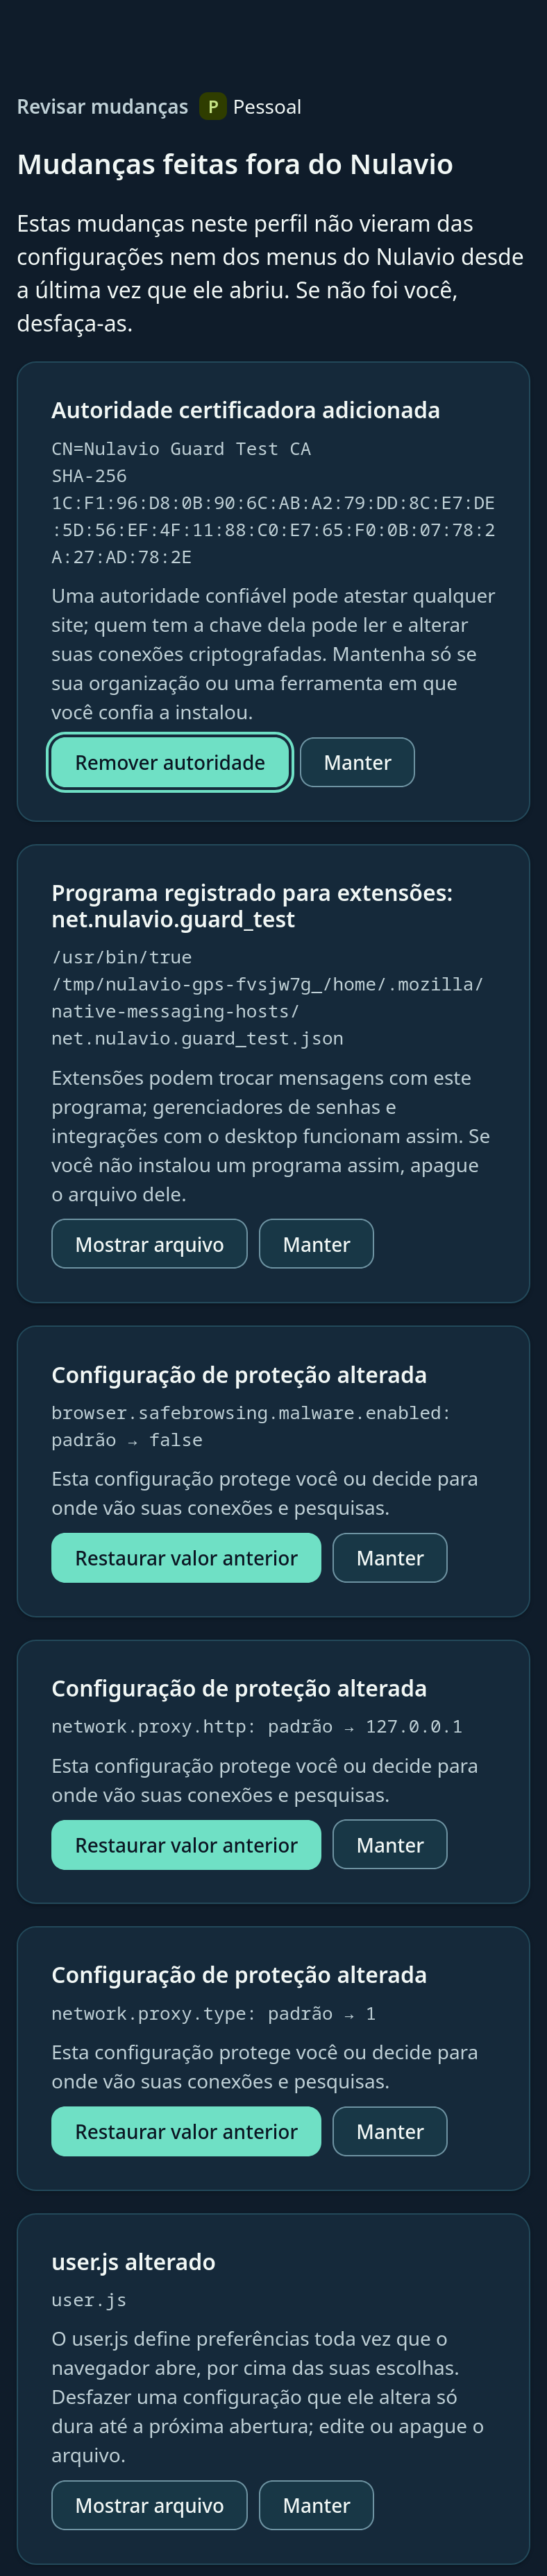 Revisar mudanças P Pessoal
Mudanças feitas fora do Nulavio
Estas mudanças neste perfil não vieram das
configurações nem dos menus do Nulavio desde
a última vez que ele abriu. Se não foi você,
desfaça-as.
Autoridade certificadora adicionada
CN=Nulavio Guard Test CA
SHA-256
1C:F1:96:D8:0B:90:6C:AB:A2:79:DD:8C:E7:DE
:5D:56:EF:4F:11:88:C0:E7:65:F0:0B:07:78:2
A:27:AD:78:2E
Uma autoridade confiável pode atestar qualquer
site; quem tem a chave dela pode ler e alterar
suas conexões criptografadas. Mantenha só se
sua organização ou uma ferramenta em que
você confia a instalou.
Remover autoridade Manter
Programa registrado para extensões:
net.nulavio.guard_test
/usr/bin/true
/tmp/nulavio-gps-fvsjw7g_/home/.mozilla/
native-messaging-hosts/
net.nulavio.guard_test.json
Extensões podem trocar mensagens com este
programa; gerenciadores de senhas e
integrações com o desktop funcionam assim. Se
você não instalou um programa assim, apague
o arquivo dele.
Mostrar arquivo Manter
Configuração de proteção alterada
browser.safebrowsing.malware.enabled:
padrão → false
Esta configuração protege você ou decide para
onde vão suas conexões e pesquisas.
Restaurar valor anterior Manter
Configuração de proteção alterada
network.proxy.http: padrão → 127.0.0.1
Esta configuração protege você ou decide para
onde vão suas conexões e pesquisas.
Restaurar valor anterior Manter
Configuração de proteção alterada
network.proxy.type: padrão → 1
Esta configuração protege você ou decide para
onde vão suas conexões e pesquisas.
Restaurar valor anterior Manter
user.js alterado
user.js
O user.js define preferências toda vez que o
navegador abre, por cima das suas escolhas.
Desfazer uma configuração que ele altera só
dura até a próxima abertura; edite ou apague o
arquivo.
Mostrar arquivo Manter